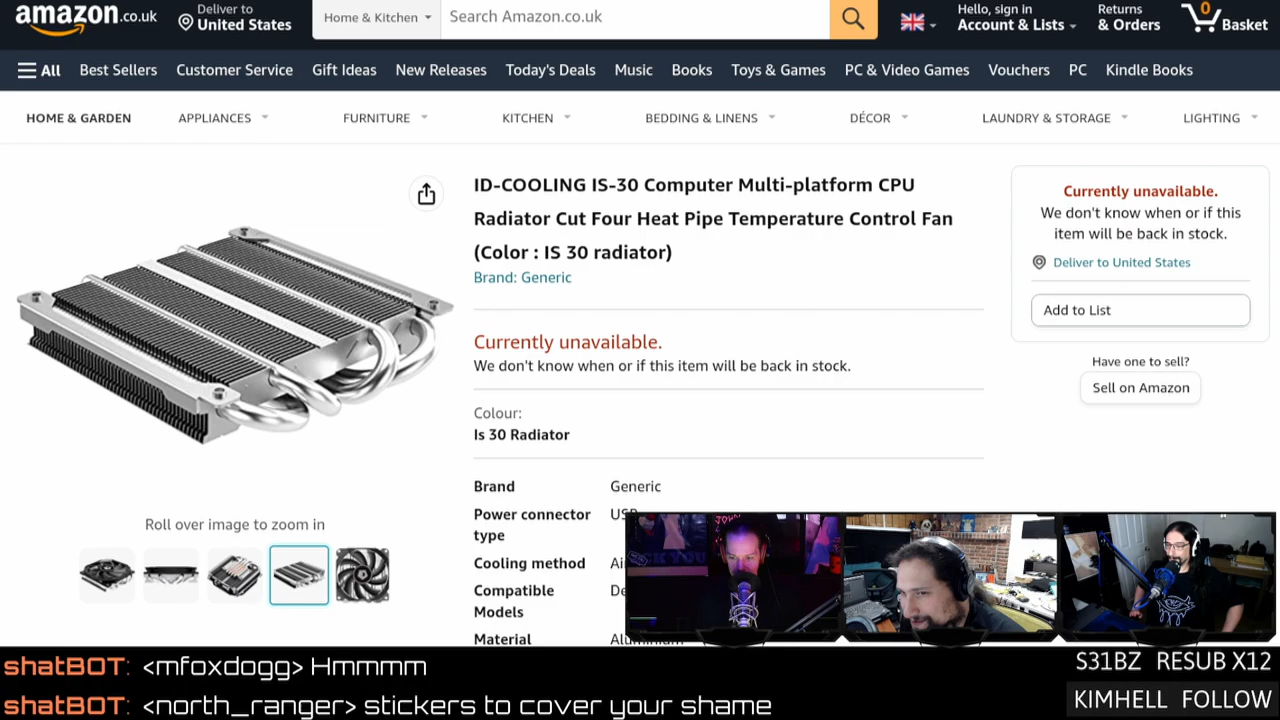 amazon.co.uk
Deliver to
United States
Home & Kitchen
Search Amazon.co.uk
Hello, sign in
Account & Lists
Returns
& Orders
0
Basket
All
Best Sellers
Customer Service
Gift Ideas
New Releases
Today's Deals
Music
Books
Toys & Games
PC & Video Games
Vouchers
PC
Kindle Books
HOME & GARDEN
APPLIANCES
FURNITURE
KITCHEN
BEDDING & LINENS
DÉCOR
LAUNDRY & STORAGE
LIGHTING
ID-COOLING IS-30 Computer Multi-platform CPU
Radiator Cut Four Heat Pipe Temperature Control Fan
(Color : IS 30 radiator)
Brand: Generic
Currently unavailable.
We don't know when or if this item will be back in stock.
Colour:
Is 30 Radiator
Brand Generic
Power connector
type
Cooling method
Compatible
Models
Material
Roll over image to zoom in
Currently unavailable.
We don't know when or if this
item will be back in stock.
Deliver to United States
Add to List
Have one to sell?
Sell on Amazon
shatBOT: <mfoxdogg> Hmmmm
shatBOT: <north_ranger> stickers to cover your shame
S31BZ RESUB X12
KIMHELL FOLLOW